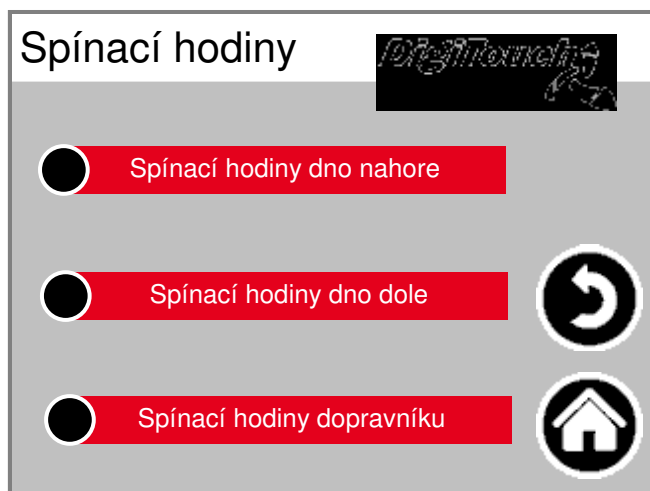 Spínací hodiny
DigiTouch
Spínací hodiny dno nahore
Spínací hodiny dno dole
Spínací hodiny dopravníku